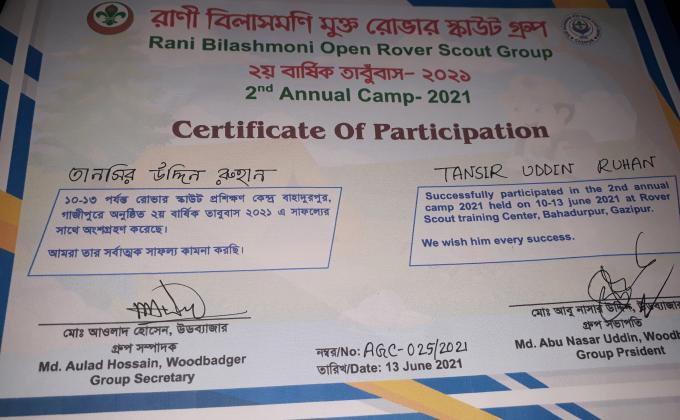 রাণী বিলাসমণি মুক্ত রোভার স্কাউট গ্রুপ
Rani Bilashmoni Open Rover Scout Group
২য় বার্ষিক তাবুঁবাস- ২০২১
2nd Annual Camp- 2021
Certificate Of Participation
তানসির উদ্দিন রুহান
TANSIR UDDIN RUHAN
১০-১৩ পর্যন্ত রোভার স্কাউট প্রশিক্ষণ কেন্দ্র বাহাদুরপুর,
গাজীপুরে অনুষ্ঠিত ২য় বার্ষিক তাবুবাস ২০২১ এ সাফল্যের
সাথে অংশগ্রহণ করেছে।
আমরা তার সর্বাত্মক সাফল্য কামনা করছি।
Successfully participated in the 2nd annual
camp 2021 held on 10-13 june 2021 at Rover
Scout training Center, Bahadurpur, Gazipur.
We wish him every success.
মোঃ আওলাদ হোসেন, উডব্যাজার
গ্রুপ সম্পাদক
Md. Aulad Hossain, Woodbadger
Group Secretary
নম্বর/No: AGC-025/2021
তারিখ/Date: 13 June 2021
মোঃ আবু নাসার উদ্দিন, উডব্যাজার
গ্রুপ সভাপতি
Md. Abu Nasar Uddin, Woodb
Group Prsident